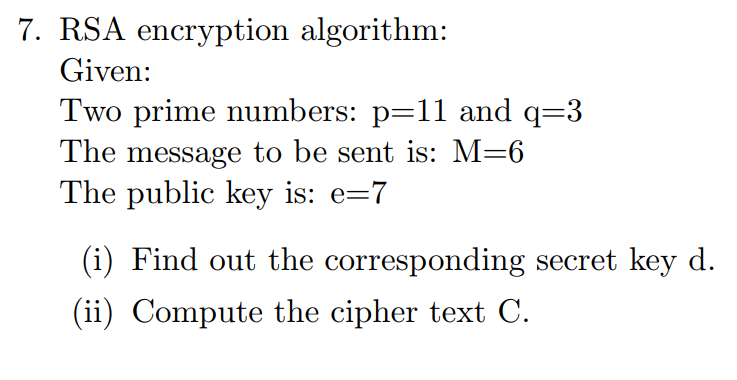 7. RSA encryption algorithm:
Given:
Two prime numbers: p=11 and q=3
The message to be sent is: M=6
The public key is: e=7
(i) Find out the corresponding secret key d.
(ii) Compute the cipher text C.